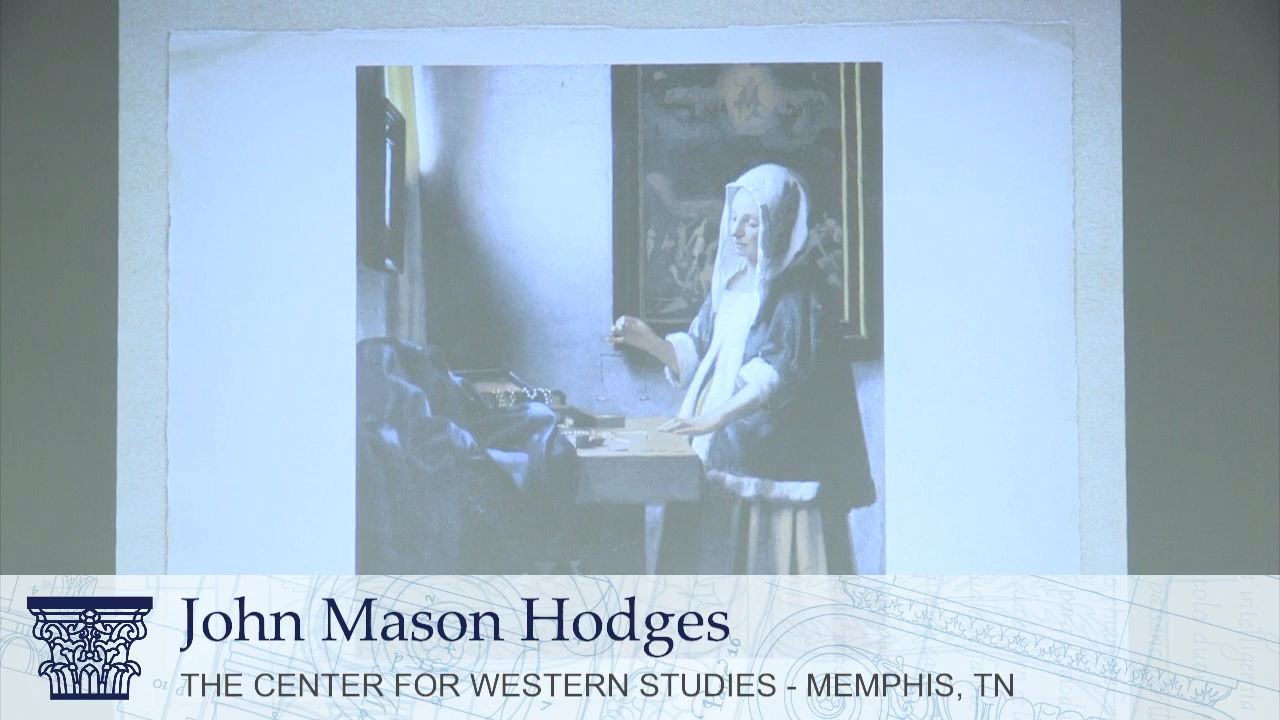 John Mason Hodges
THE CENTER FOR WESTERN STUDIES - MEMPHIS, TN